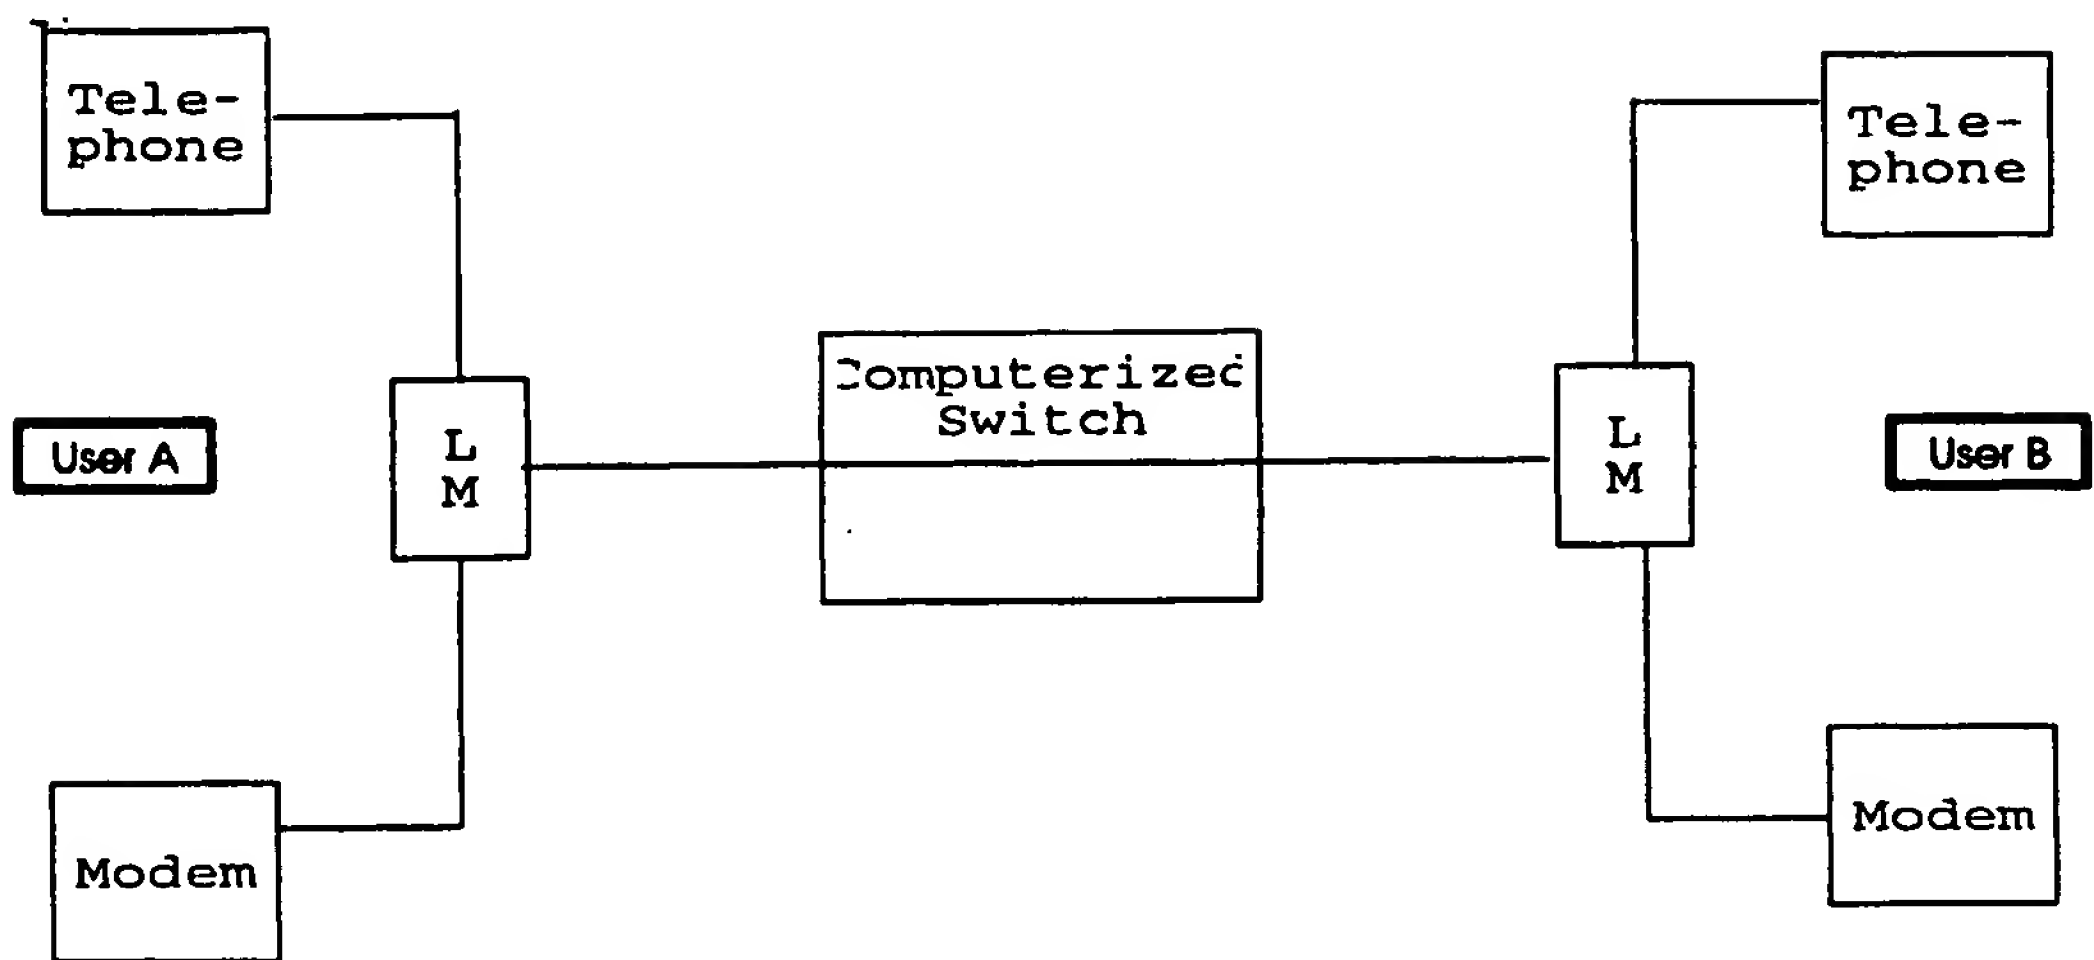 Tele-
phone
Tele-
phone
Computerized
Switch
L
M
L
M
User A
User B
Modem
Modem